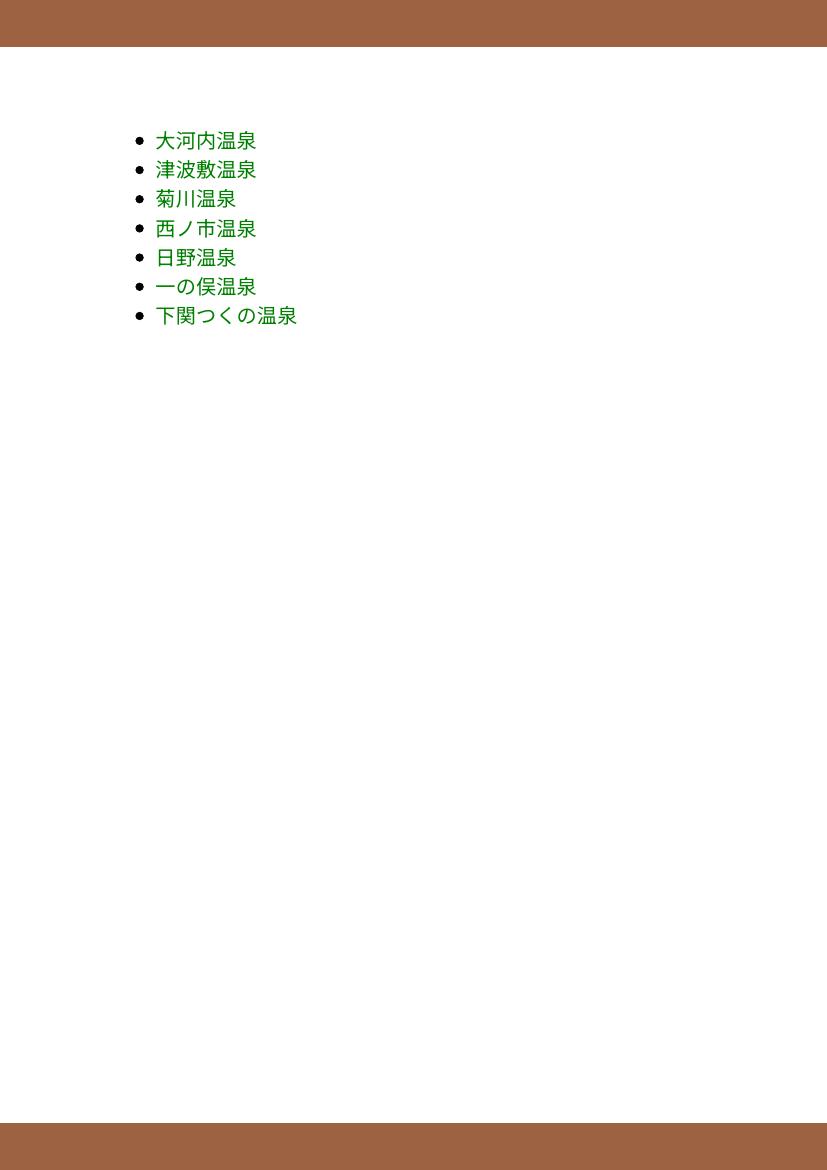 • 大河内温泉
• 津波敷温泉
• 菊川温泉
• 西ノ市温泉
• 日野温泉
• 一の俣温泉
• 下関つくの温泉